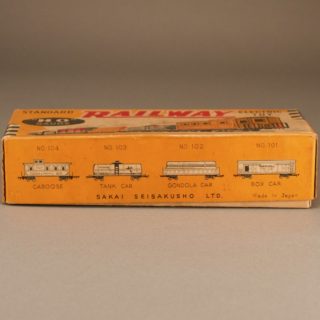 STANDARD
HO
RAILWAY
ELECTRIC
NO. 104
NO. 103
NO. 102
NO. 101
CABOOSE
TANK CAR
GONDOLA CAR
BOX CAR
SAKAI SEISAKUSHO LTD.
Made in Japan